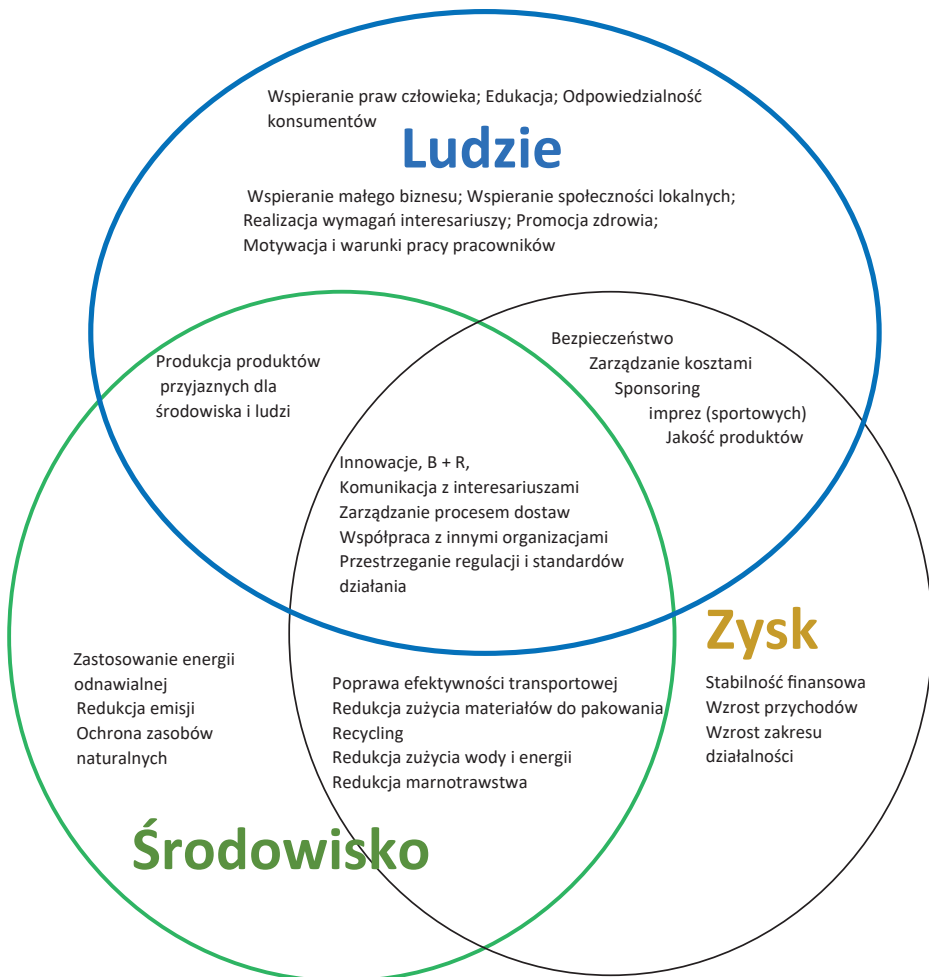 Wspieranie praw człowieka; Edukacja; Odpowiedzialność
konsumentów
Ludzie
Wspieranie małego biznesu; Wspieranie społeczności lokalnych;
Realizacja wymagań interesariuszy; Promocja zdrowia;
Motywacja i warunki pracy pracowników
Produkcja produktów
przyjaznych dla
środowiska i ludzi
Bezpieczeństwo
Zarządzanie kosztami
Sponsoring
imprez (sportowych)
Jakość produktów
Innowacje, B + R,
Komunikacja z interesariuszami
Zarządzanie procesem dostaw
Współpraca z innymi organizacjami
Przestrzeganie regulacji i standardów
działania
Zastosowanie energii
odnawialnej
Redukcja emisji
Ochrona zasobów
naturalnych
Poprawa efektywności transportowej
Redukcja zużycia materiałów do pakowania
Recycling
Redukcja zużycia wody i energii
Redukcja marnotrawstwa
Zysk
Stabilność finansowa
Wzrost przychodów
Wzrost zakresu
działalności
Środowisko